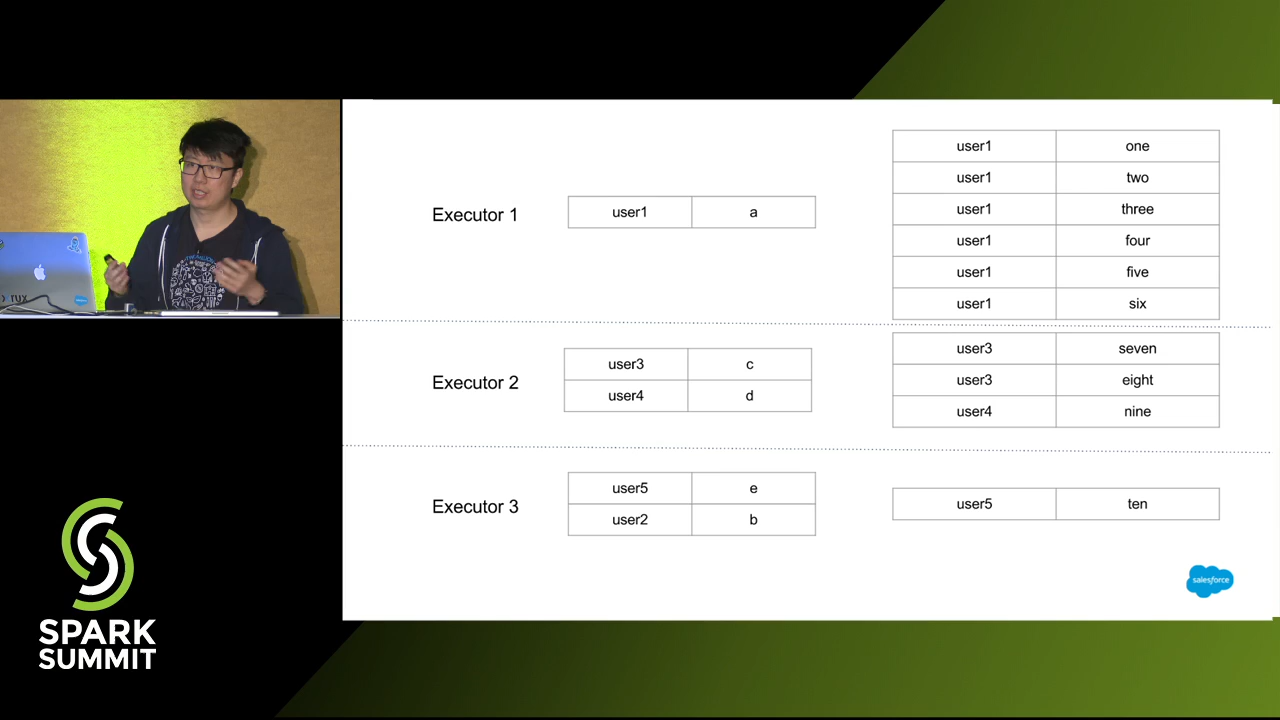 Executor 1
user1 a
user1 one
user1 two
user1 three
user1 four
user1 five
user1 six
Executor 2
user3 c
user4 d
user3 seven
user3 eight
user4 nine
Executor 3
user5 e
user2 b
user5 ten
salesforce
SPARK
SUMMIT